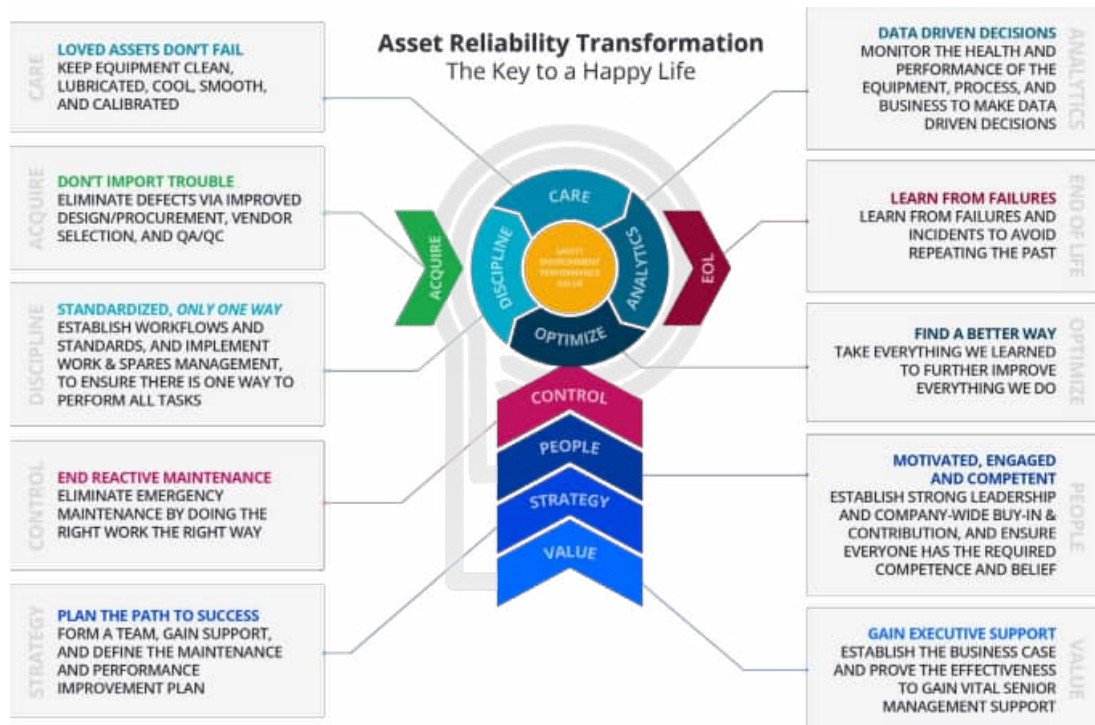 Asset Reliability Transformation
The Key to a Happy Life
CARE
LOVED ASSETS DON'T FAIL
KEEP EQUIPMENT CLEAN,
LUBRICATED, COOL, SMOOTH,
AND CALIBRATED
ACQUIRE
DON'T IMPORT TROUBLE
ELIMINATE DEFECTS VIA IMPROVED
DESIGN/PROCUREMENT, VENDOR
SELECTION, AND QA/QC
DISCIPLINE
STANDARDIZED, ONLY ONE WAY
ESTABLISH WORKFLOWS AND
STANDARDS, AND IMPLEMENT
WORK & SPARES MANAGEMENT,
TO ENSURE THERE IS ONE WAY TO
PERFORM ALL TASKS
CONTROL
END REACTIVE MAINTENANCE
ELIMINATE EMERGENCY
MAINTENANCE BY DOING THE
RIGHT WORK THE RIGHT WAY
STRATEGY
PLAN THE PATH TO SUCCESS
FORM A TEAM, GAIN SUPPORT,
AND DEFINE THE MAINTENANCE
AND PERFORMANCE
IMPROVEMENT PLAN
ACQUIRE
CARE
DISCIPLINE
ANALYTICS
OPTIMIZE
SAFETY
ENVIRONMENT
PERFORMANCE
VALUE
EOL
CONTROL
PEOPLE
STRATEGY
VALUE
DATA DRIVEN DECISIONS
MONITOR THE HEALTH AND
PERFORMANCE OF THE
EQUIPMENT, PROCESS, AND
BUSINESS TO MAKE DATA
DRIVEN DECISIONS
ANALYTICS
LEARN FROM FAILURES
LEARN FROM FAILURES AND
INCIDENTS TO AVOID
REPEATING THE PAST
END OF LIFE
FIND A BETTER WAY
TAKE EVERYTHING WE LEARNED
TO FURTHER IMPROVE
EVERYTHING WE DO
OPTIMIZE
MOTIVATED, ENGAGED
AND COMPETENT
ESTABLISH STRONG LEADERSHIP
AND COMPANY-WIDE BUY-IN &
CONTRIBUTION, AND ENSURE
EVERYONE HAS THE REQUIRED
COMPETENCE AND BELIEF
PEOPLE
GAIN EXECUTIVE SUPPORT
ESTABLISH THE BUSINESS CASE
AND PROVE THE EFFECTIVENESS
TO GAIN VITAL SENIOR
MANAGEMENT SUPPORT
VALUE